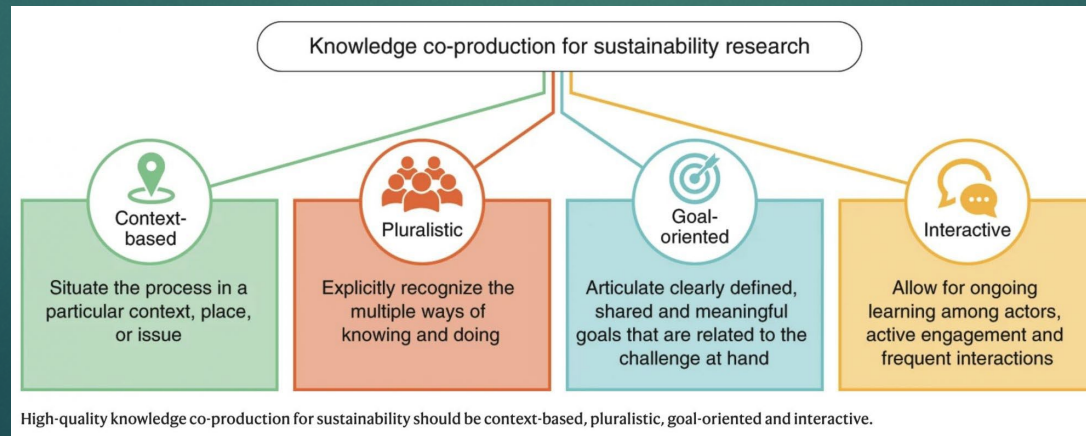 Knowledge co-production for sustainability research
Context-
based
Situate the process in a
particular context, place,
or issue
Pluralistic
Explicitly recognize the
multiple ways of
knowing and doing
Goal-
oriented
Articulate clearly defined,
shared and meaningful
goals that are related to the
challenge at hand
Interactive
Allow for ongoing
learning among actors,
active engagement and
frequent interactions
High-quality knowledge co-production for sustainability should be context-based, pluralistic, goal-oriented and interactive.